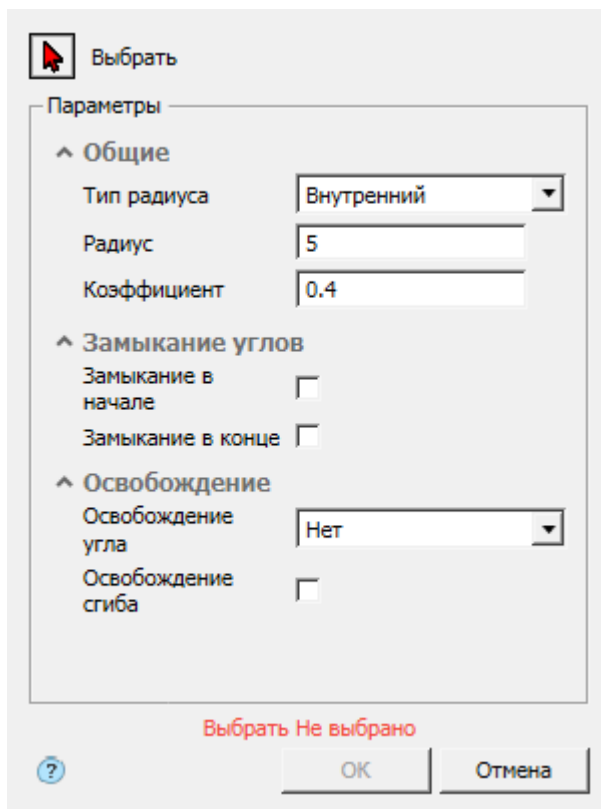 Выбрать
Параметры
Общие
Тип радиуса Внутренний
Радиус 5
Коэффициент 0.4
Замыкание углов
Замыкание в
начале
Замыкание в конце
Освобождение
Освобождение
угла Нет
Освобождение
сгиба
Выбрать Не выбрано
? OK Отмена